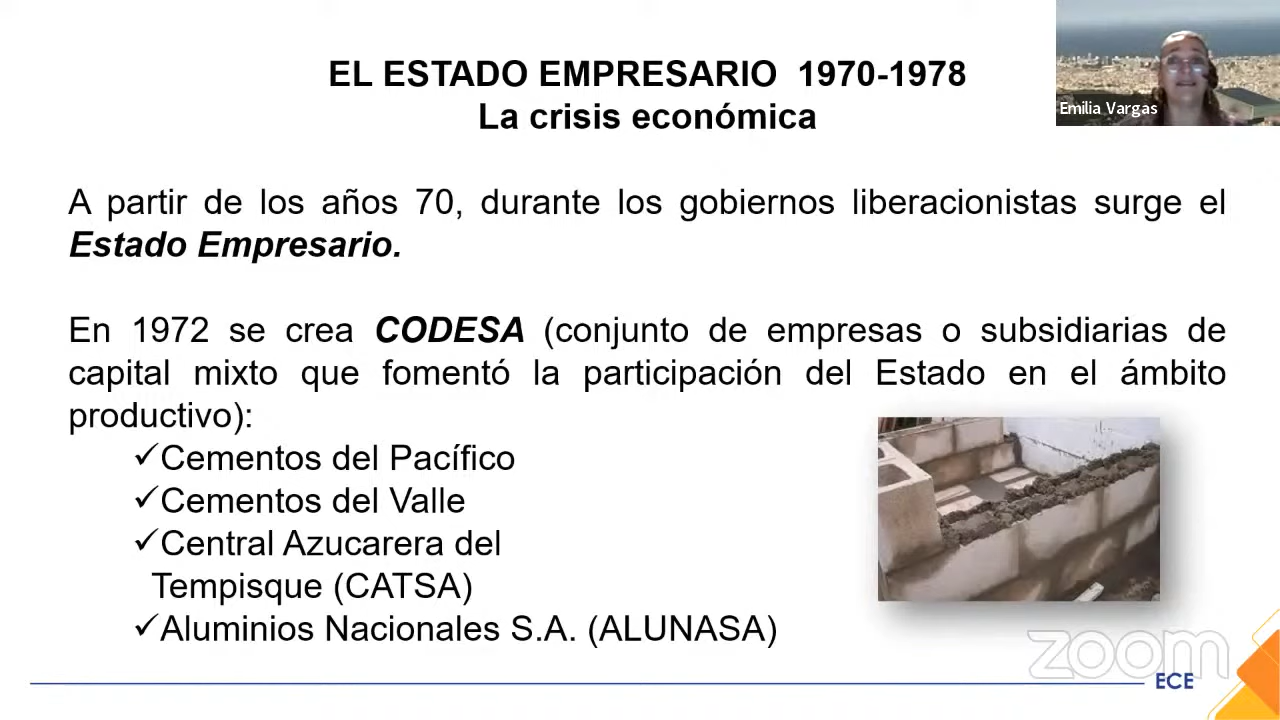 EL ESTADO EMPRESARIO 1970-1978
La crisis económica
Emilia Vargas
A partir de los años 70, durante los gobiernos liberacionistas surge el
Estado Empresario.
En 1972 se crea CODESA (conjunto de empresas o subsidiarias de
capital mixto que fomentó la participación del Estado en el ámbito
productivo):
✓Cementos del Pacífico
✓Cementos del Valle
✓Central Azucarera del
Tempisque (CATSA)
✓Aluminios Nacionales S.A. (ALUNASA)
zoom
ECE